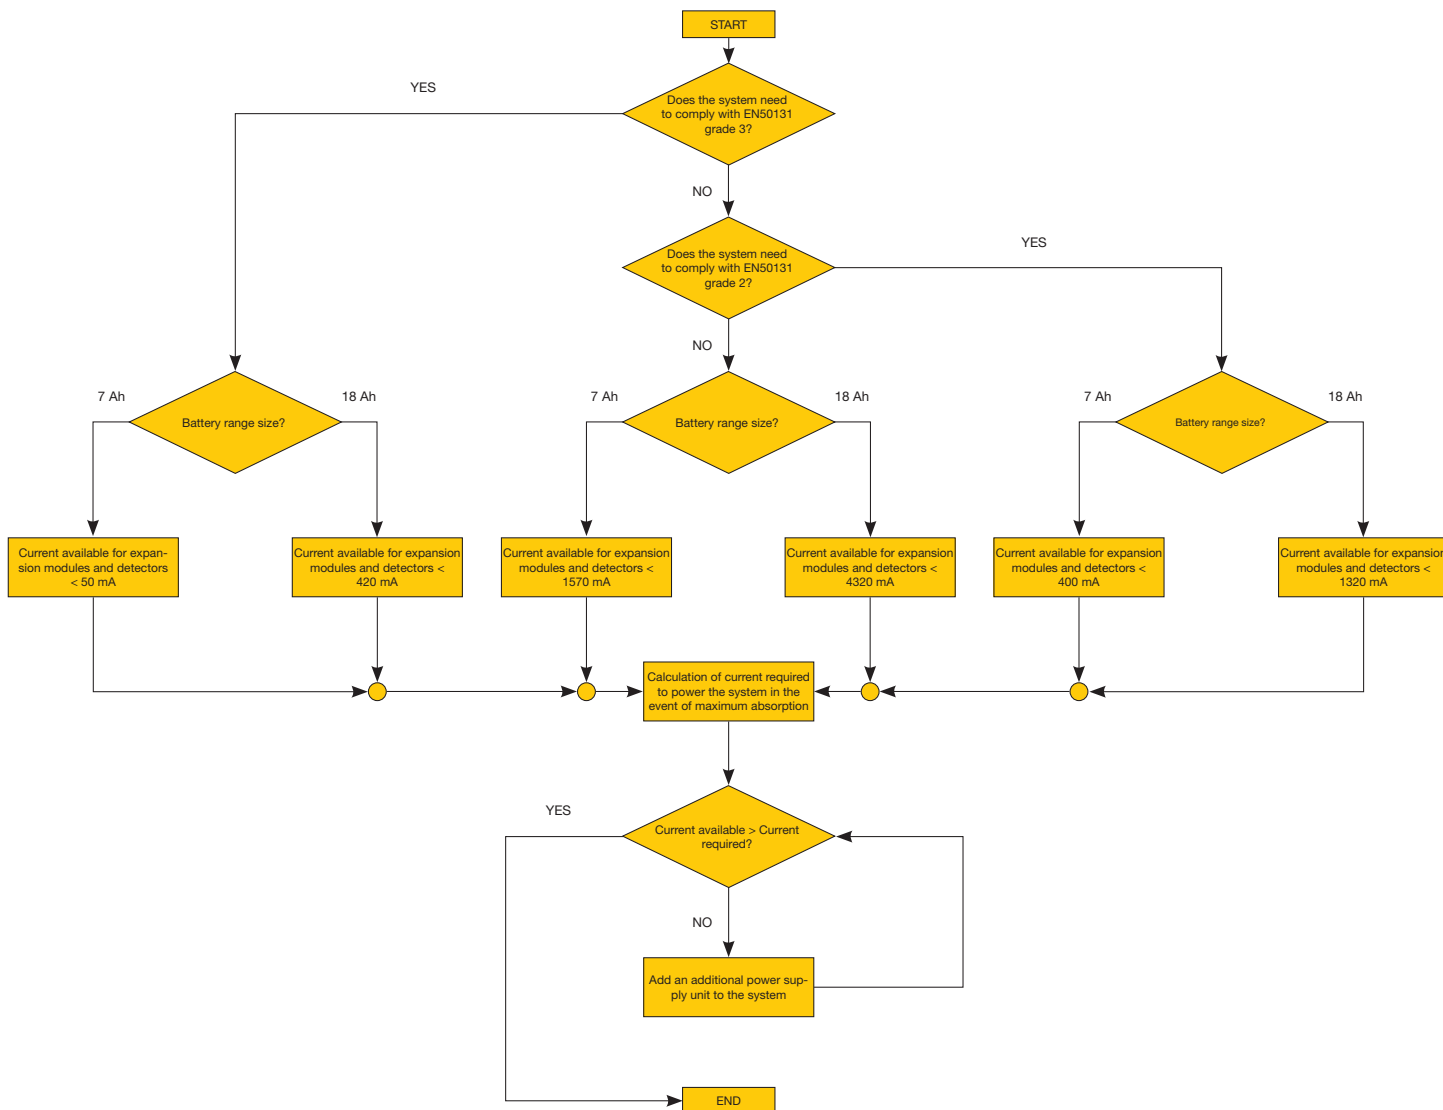 START
YES
Does the system need
to comply with EN50131
grade 3?
NO
Does the system need
to comply with EN50131
grade 2?
YES
NO
7 Ah
Battery range size?
18 Ah
7 Ah
Battery range size?
18 Ah
7 Ah
Battery range size?
18 Ah
Current available for expan-
sion modules and detectors
< 50 mA
Current available for expansion
modules and detectors <
420 mA
Current available for expansion
modules and detectors <
1570 mA
Current available for expansion
modules and detectors <
4320 mA
Current available for expansion
modules and detectors <
400 mA
Current available for expansion
modules and detectors <
1320 mA
Calculation of current required
to power the system in the
event of maximum absorption
YES
Current available > Current
required?
NO
Add an additional power sup-
ply unit to the system
END